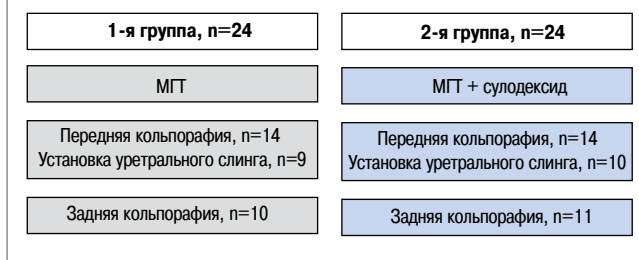 1-я группа, n=24
2-я группа, n=24
МГТ
МГТ + сулодексид
Передняя кольпорафия, n=14
Установка уретрального слинга, n=9
Передняя кольпорафия, n=14
Установка уретрального слинга, n=10
Задняя кольпорафия, n=10
Задняя кольпорафия, n=11